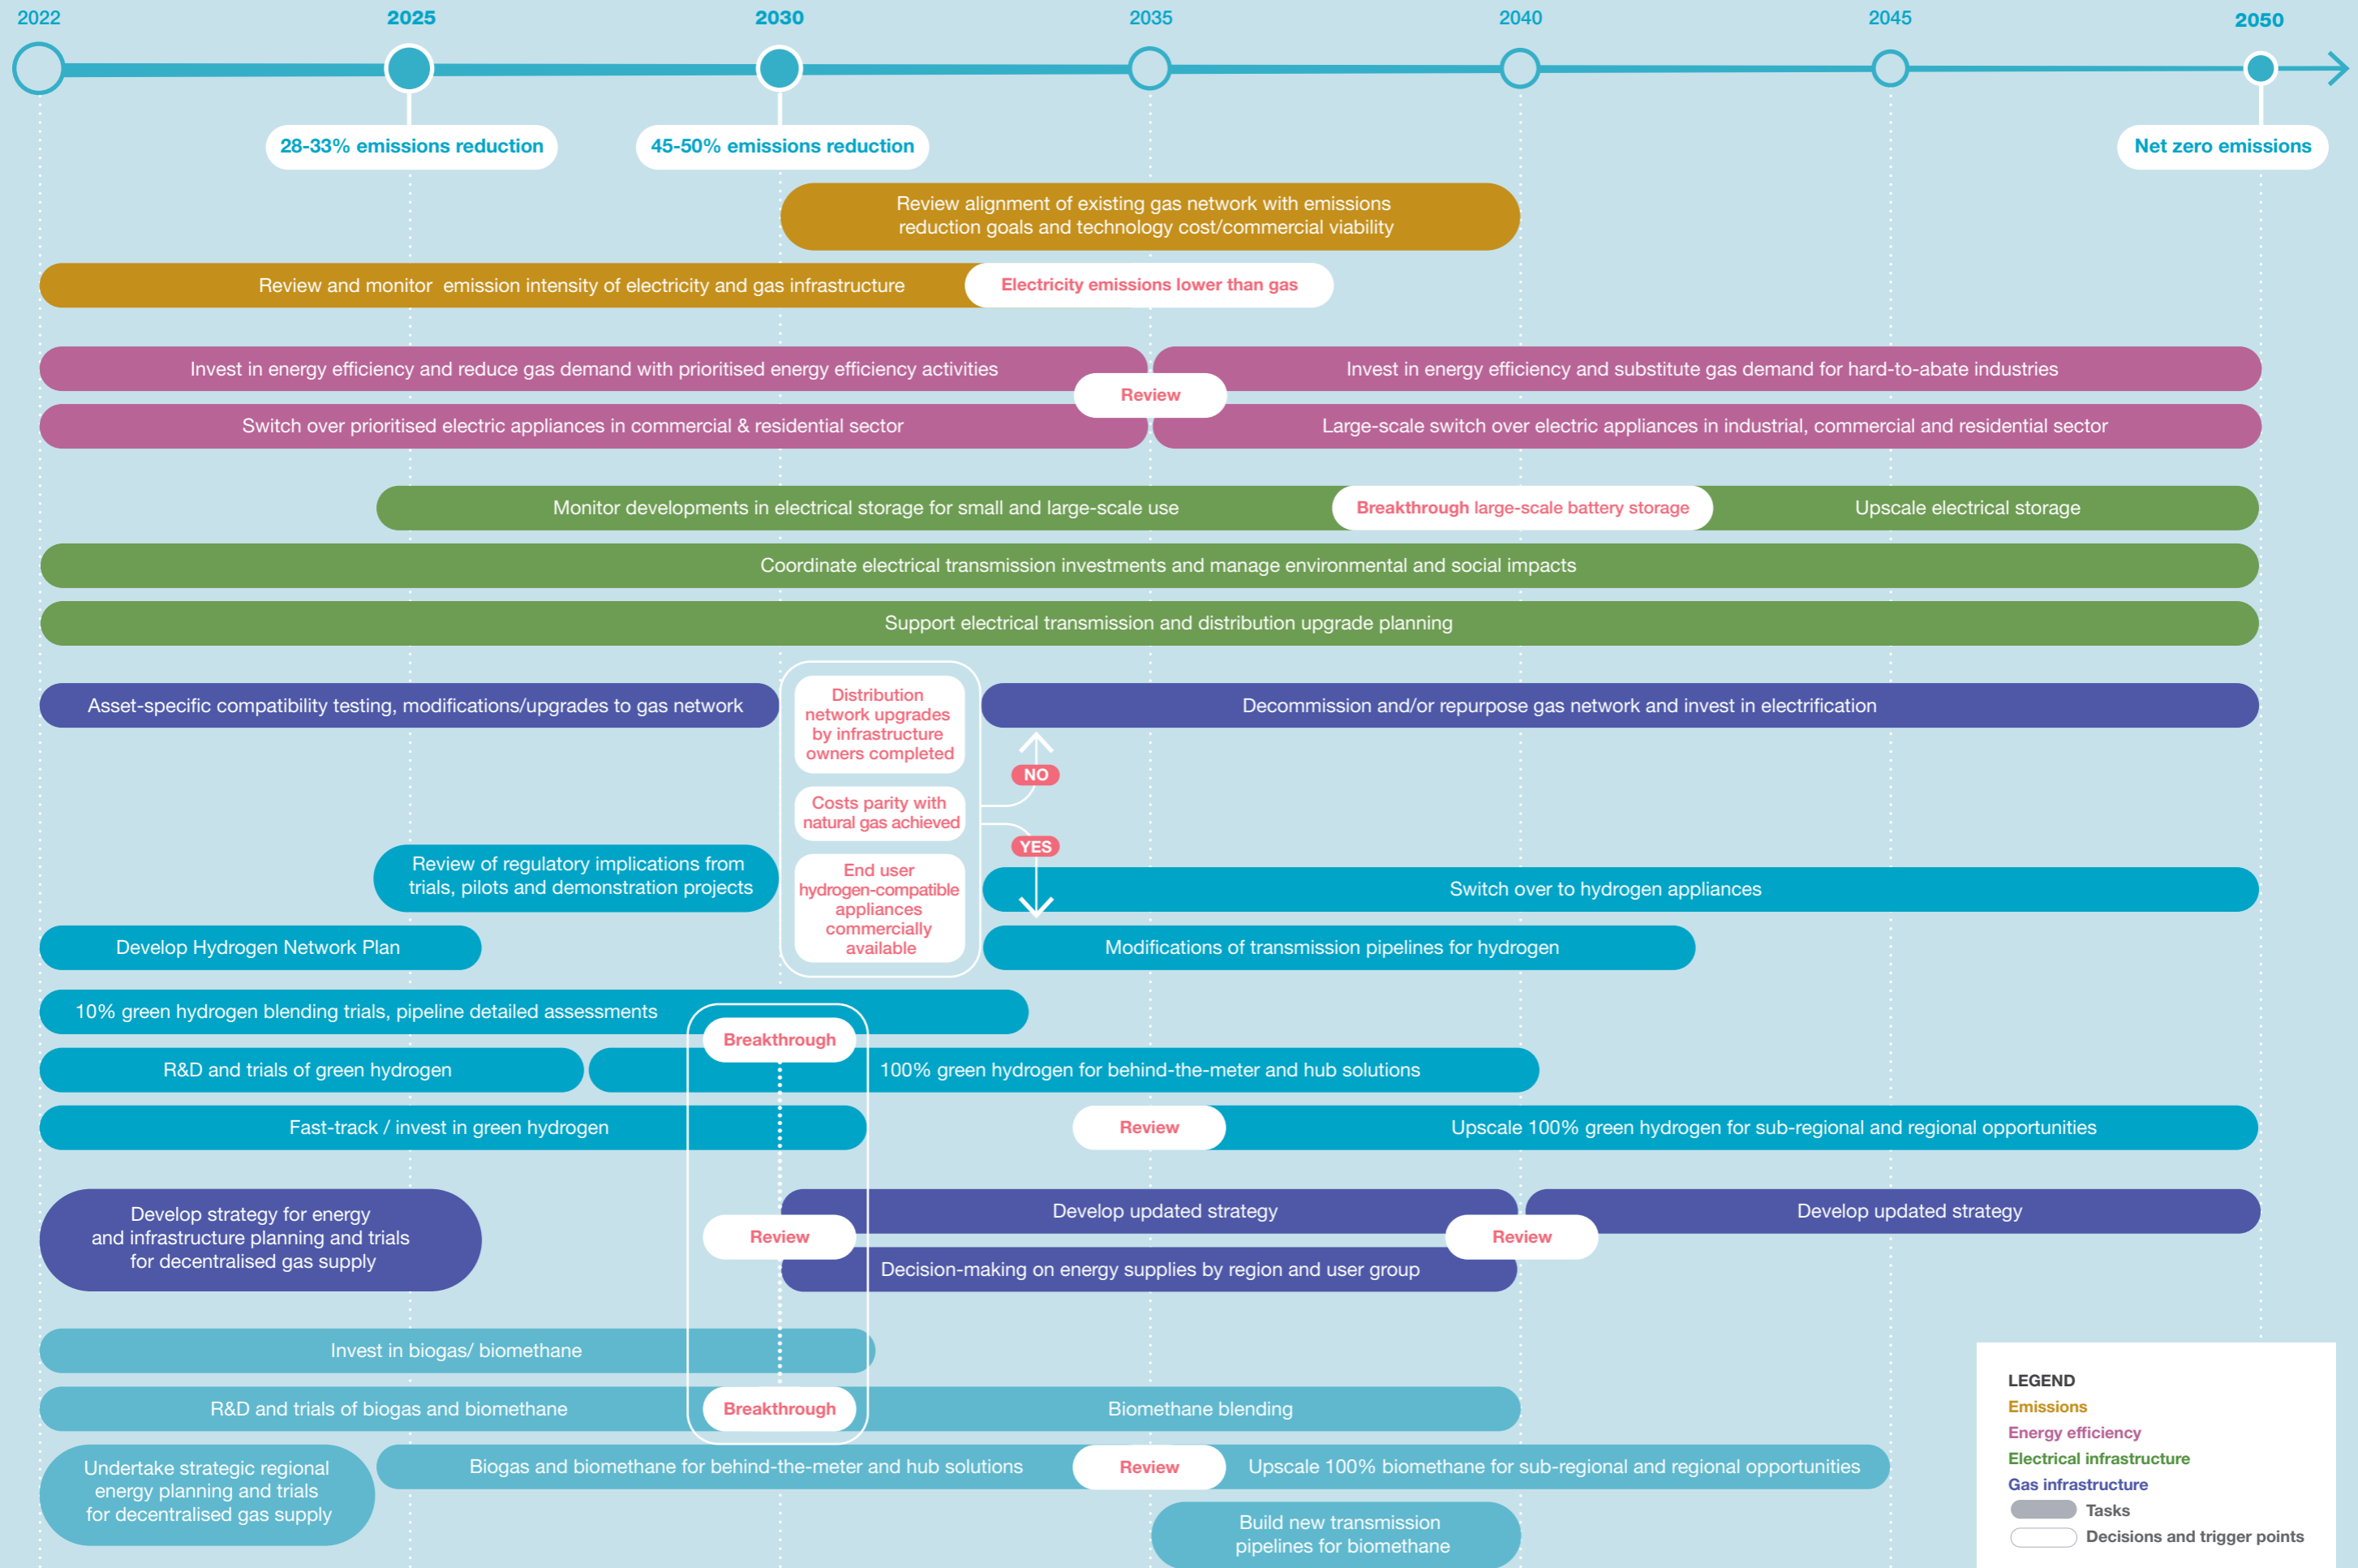 2022
2025
2030
2035
2040
2045
2050
28-33% emissions reduction
45-50% emissions reduction
Net zero emissions
Review alignment of existing gas network with emissions
reduction goals and technology cost/commercial viability
Review and monitor emission intensity of electricity and gas infrastructure
Electricity emissions lower than gas
Invest in energy efficiency and reduce gas demand with prioritised energy efficiency activities
Invest in energy efficiency and substitute gas demand for hard-to-abate industries
Review
Switch over prioritised electric appliances in commercial & residential sector
Large-scale switch over electric appliances in industrial, commercial and residential sector
Monitor developments in electrical storage for small and large-scale use
Breakthrough large-scale battery storage
Upscale electrical storage
Coordinate electrical transmission investments and manage environmental and social impacts
Support electrical transmission and distribution upgrade planning
Asset-specific compatibility testing, modifications/upgrades to gas network
Distribution
network upgrades
by infrastructure
owners completed
Decommission and/or repurpose gas network and invest in electrification
NO
Costs parity with
natural gas achieved
YES
Review of regulatory implications from
trials, pilots and demonstration projects
End user
hydrogen-compatible
appliances
commercially
available
Switch over to hydrogen appliances
Develop Hydrogen Network Plan
Modifications of transmission pipelines for hydrogen
10% green hydrogen blending trials, pipeline detailed assessments
Breakthrough
R&D and trials of green hydrogen
100% green hydrogen for behind-the-meter and hub solutions
Fast-track / invest in green hydrogen
Review
Upscale 100% green hydrogen for sub-regional and regional opportunities
Develop strategy for energy
and infrastructure planning and trials
for decentralised gas supply
Develop updated strategy
Develop updated strategy
Review
Review
Decision-making on energy supplies by region and user group
Invest in biogas/ biomethane
R&D and trials of biogas and biomethane
Breakthrough
Biomethane blending
Undertake strategic regional
energy planning and trials
for decentralised gas supply
Biogas and biomethane for behind-the-meter and hub solutions
Review
Upscale 100% biomethane for sub-regional and regional opportunities
Build new transmission
pipelines for biomethane
LEGEND
Emissions
Energy efficiency
Electrical infrastructure
Gas infrastructure
Tasks
Decisions and trigger points